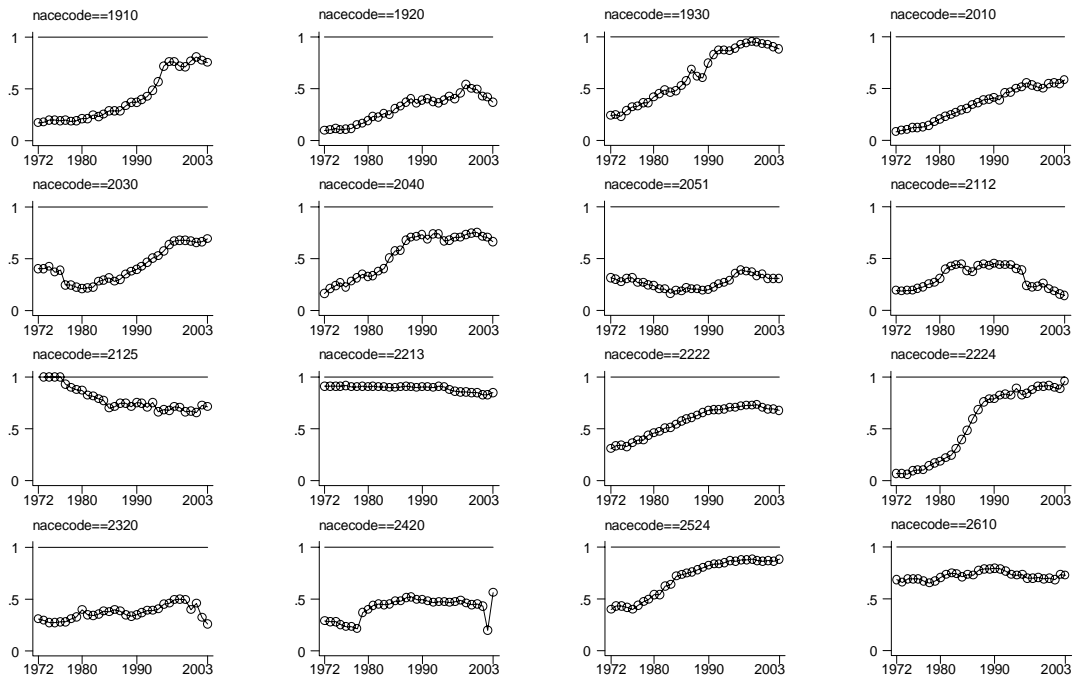 nacecode==1910 nacecode==1920 nacecode==1930 nacecode==2010
1 1 1 1
.5 .5 .5 .5
0 0 0 0
1972 1980 1990 2003 1972 1980 1990 2003 1972 1980 1990 2003 1972 1980 1990 2003
nacecode==2030 nacecode==2040 nacecode==2051 nacecode==2112
1 1 1 1
.5 .5 .5 .5
0 0 0 0
1972 1980 1990 2003 1972 1980 1990 2003 1972 1980 1990 2003 1972 1980 1990 2003
nacecode==2125 nacecode==2213 nacecode==2222 nacecode==2224
1 1 1 1
.5 .5 .5 .5
0 0 0 0
1972 1980 1990 2003 1972 1980 1990 2003 1972 1980 1990 2003 1972 1980 1990 2003
nacecode==2320 nacecode==2420 nacecode==2524 nacecode==2610
1 1 1 1
.5 .5 .5 .5
0 0 0 0
1972 1980 1990 2003 1972 1980 1990 2003 1972 1980 1990 2003 1972 1980 1990 2003